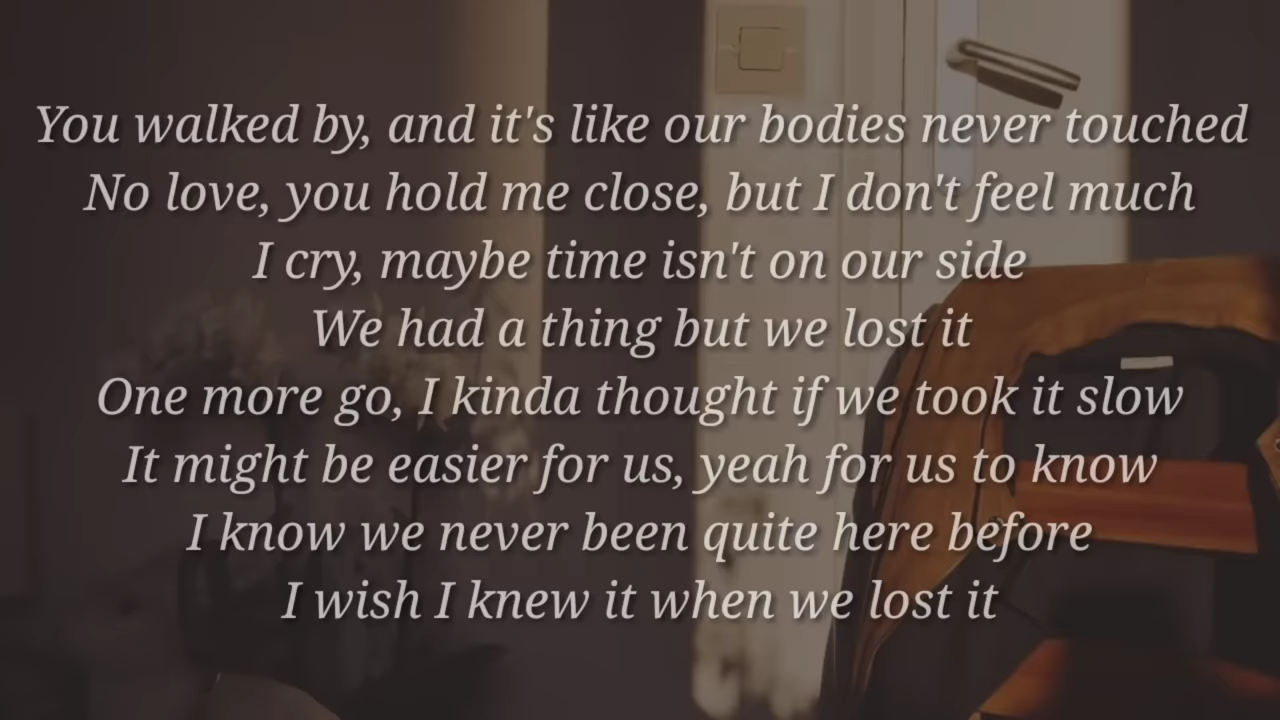 You walked by, and it's like our bodies never touched
No love, you hold me close, but I don't feel much
I cry, maybe time isn't on our side
We had a thing but we lost it
One more go, I kinda thought if we took it slow
It might be easier for us, yeah for us to know
I know we never been quite here before
I wish I knew it when we lost it